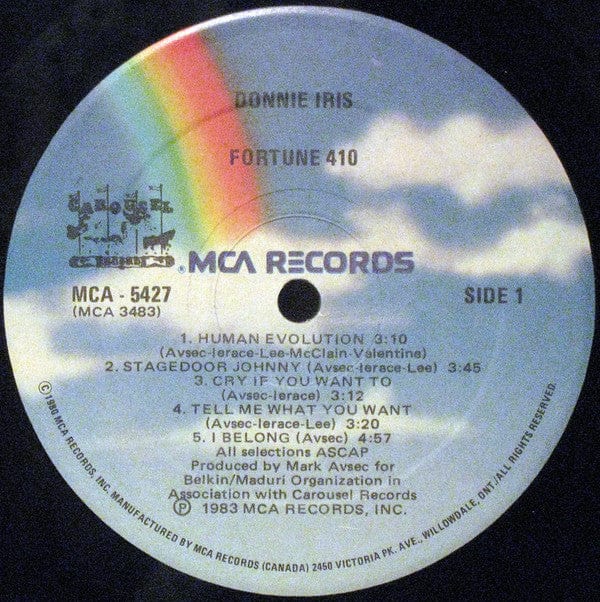 DONNIE IRIS
FORTUNE 410
CAROUSEL
MCA RECORDS
MCA - 5427
(MCA 3483)
SIDE 1
1. HUMAN EVOLUTION 3:10
(Avsec-Ierace-Lee-McClain-Valentine)
2. STAGEDOOR JOHNNY (Avsec-Ierace-Lee) 3:45
3. CRY IF YOU WANT TO
(Avsec-Ierace) 3:12
4. TELL ME WHAT YOU WANT
(Avsec-Ierace-Lee) 3:20
5. I BELONG (Avsec) 4:57
All selections ASCAP
Produced by Mark Avsec for
Belkin/Maduri Organization in
Association with Carousel Records
Ⓟ 1983 MCA RECORDS, INC.
© 1980 MCA RECORDS, INC. MANUFACTURED BY MCA RECORDS (CANADA) 2450 VICTORIA PK. AVE., WILLOWDALE, ONT./ALL RIGHTS RESERVED.